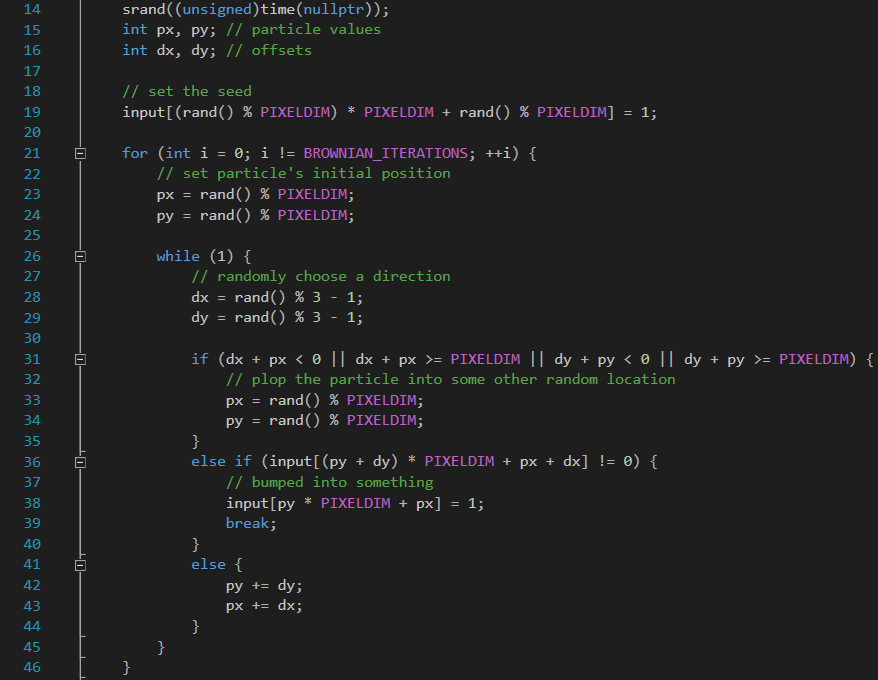 14 srand((unsigned)time(nullptr));
15 int px, py; // particle values
16 int dx, dy; // offsets
17
18 // set the seed
19 input[(rand() % PIXELDIM) * PIXELDIM + rand() % PIXELDIM] = 1;
20
21 for (int i = 0; i != BROWNIAN_ITERATIONS; ++i) {
22 // set particle's initial position
23 px = rand() % PIXELDIM;
24 py = rand() % PIXELDIM;
25
26 while (1) {
27 // randomly choose a direction
28 dx = rand() % 3 - 1;
29 dy = rand() % 3 - 1;
30
31 if (dx + px < 0 || dx + px >= PIXELDIM || dy + py < 0 || dy + py >= PIXELDIM) {
32 // plop the particle into some other random location
33 px = rand() % PIXELDIM;
34 py = rand() % PIXELDIM;
35 }
36 else if (input[(py + dy) * PIXELDIM + px + dx] != 0) {
37 // bumped into something
38 input[py * PIXELDIM + px] = 1;
39 break;
40 }
41 else {
42 py += dy;
43 px += dx;
44 }
45 }
46 }